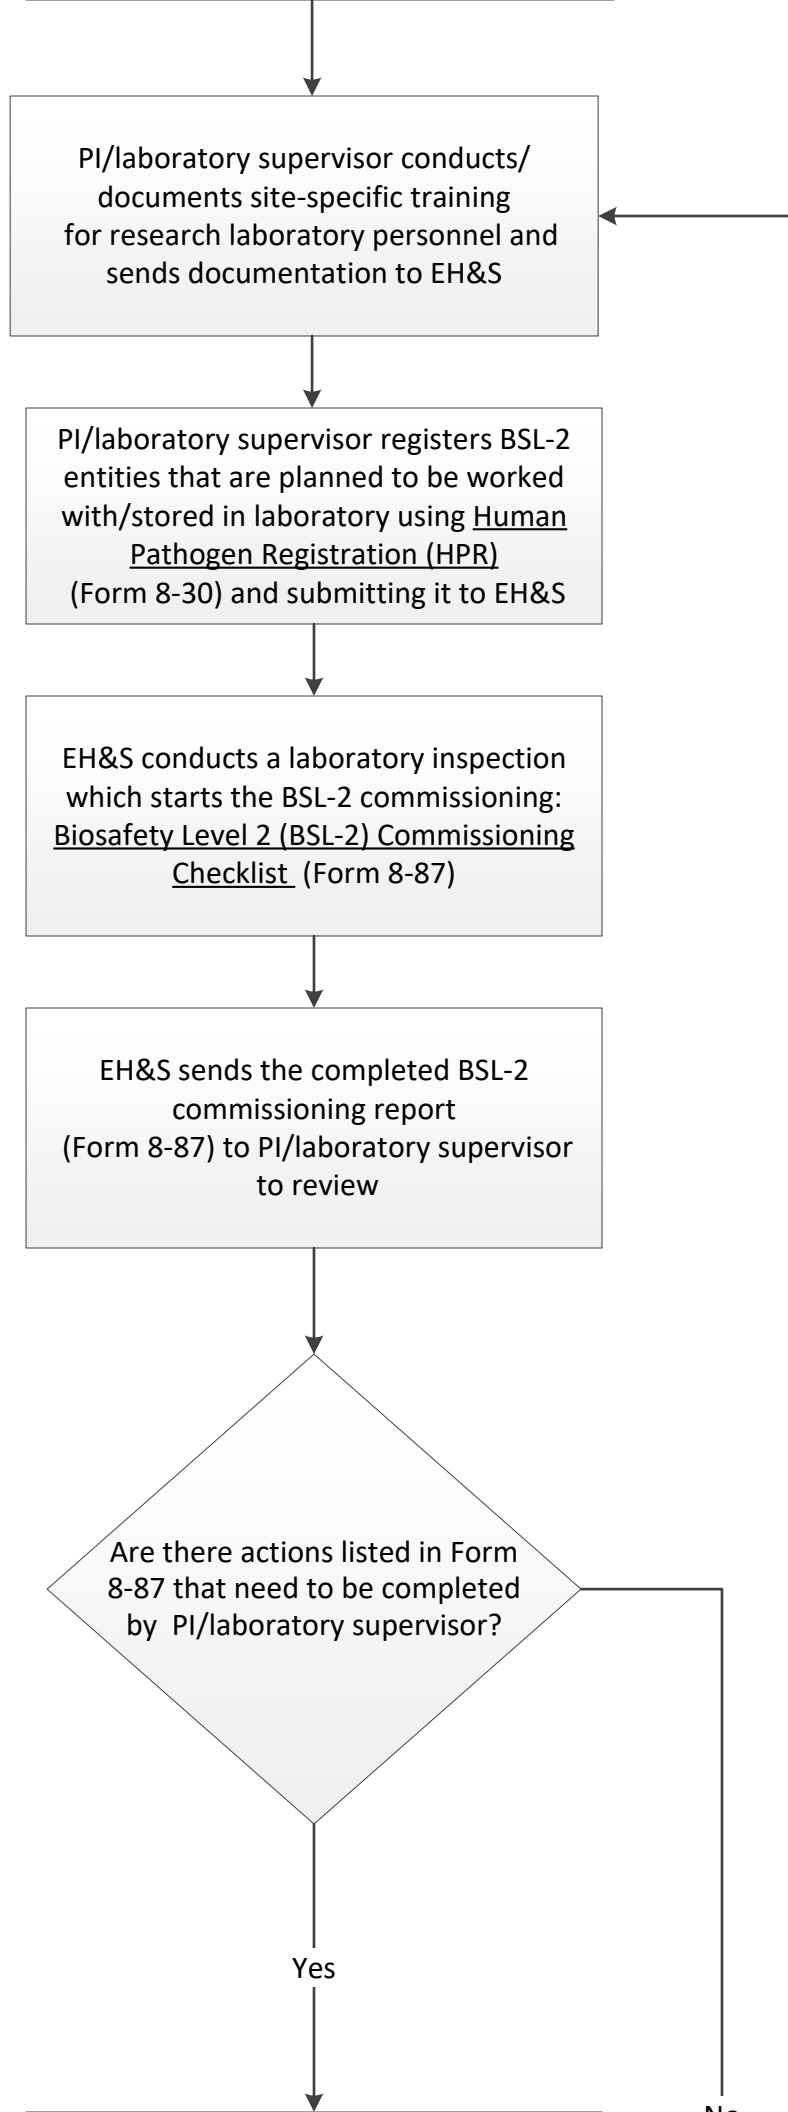 PI/laboratory supervisor conducts/
documents site-specific training
for research laboratory personnel and
sends documentation to EH&S
PI/laboratory supervisor registers BSL-2
entities that are planned to be worked
with/stored in laboratory using Human
Pathogen Registration (HPR)
(Form 8-30) and submitting it to EH&S
EH&S conducts a laboratory inspection
which starts the BSL-2 commissioning:
Biosafety Level 2 (BSL-2) Commissioning
Checklist (Form 8-87)
EH&S sends the completed BSL-2
commissioning report
(Form 8-87) to PI/laboratory supervisor
to review
Are there actions listed in Form
8-87 that need to be completed
by PI/laboratory supervisor?
Yes
No